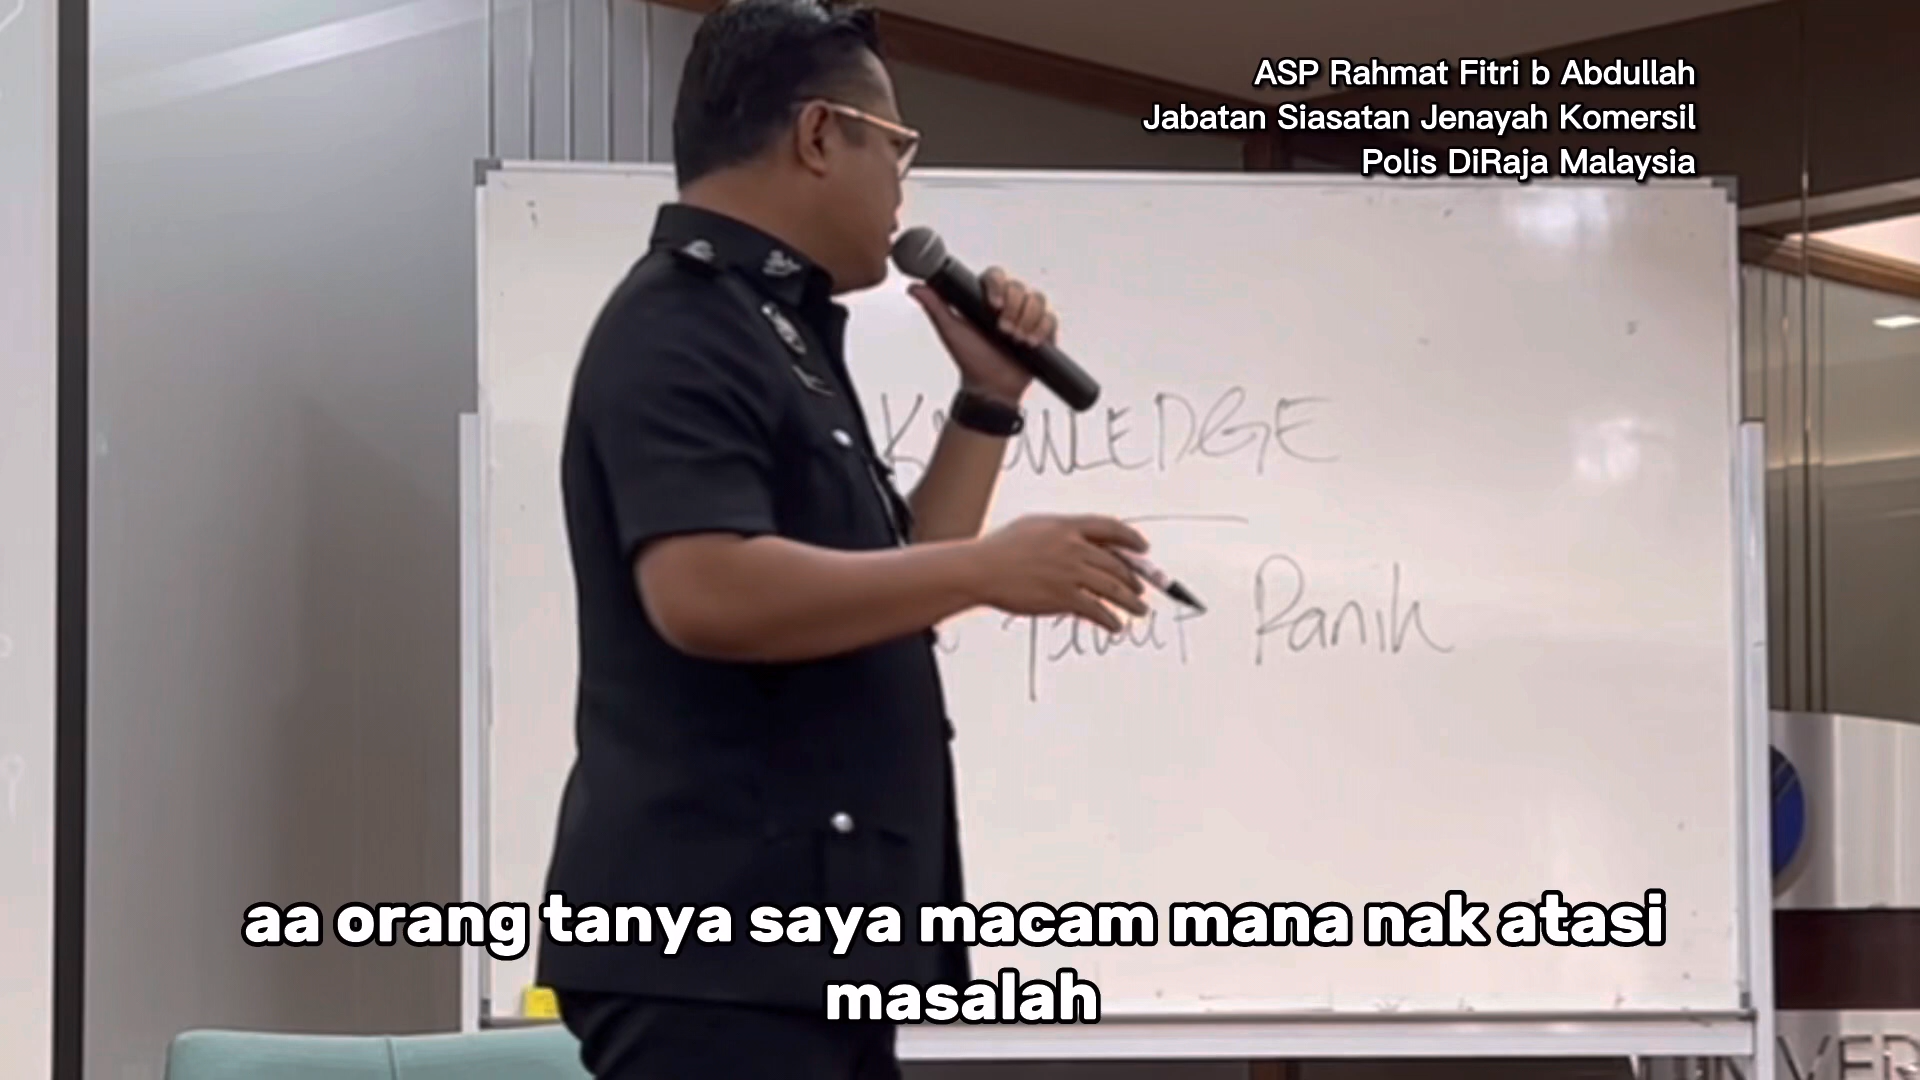 ASP Rahmat Fitri b Abdullah
Jabatan Siasatan Jenayah Komersil
Polis DiRaja Malaysia
KNOWLEDGE
Takut Panik
aa orang tanya saya macam mana nak atasi
masalah